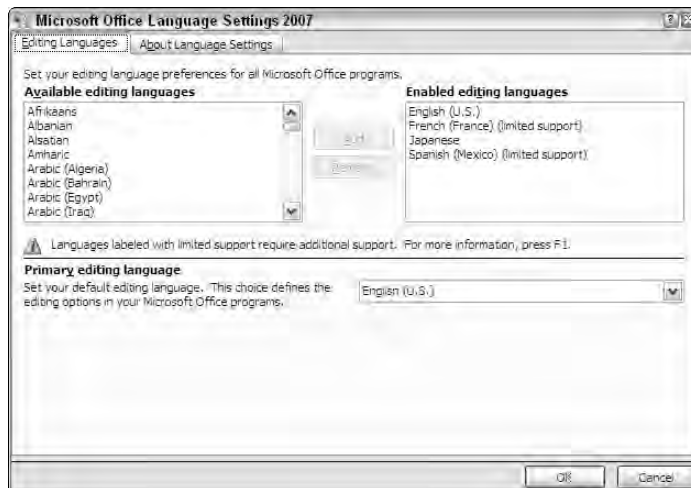 Microsoft Office Language Settings 2007
Editing Languages
About Language Settings
Set your editing language preferences for all Microsoft Office programs.
Available editing languages
Enabled editing languages
Afrikaans
Albanian
Alsatian
Amharic
Arabic (Algeria)
Arabic (Bahrain)
Arabic (Egypt)
Arabic (Iraq)
English (U.S.)
French (France) (limited support)
Japanese
Spanish (Mexico) (limited support)
Languages labeled with limited support require additional support. For more information, press F1.
Primary editing language
Set your default editing language. This choice defines the
editing options in your Microsoft Office programs.
English (U.S.)
OK
Cancel